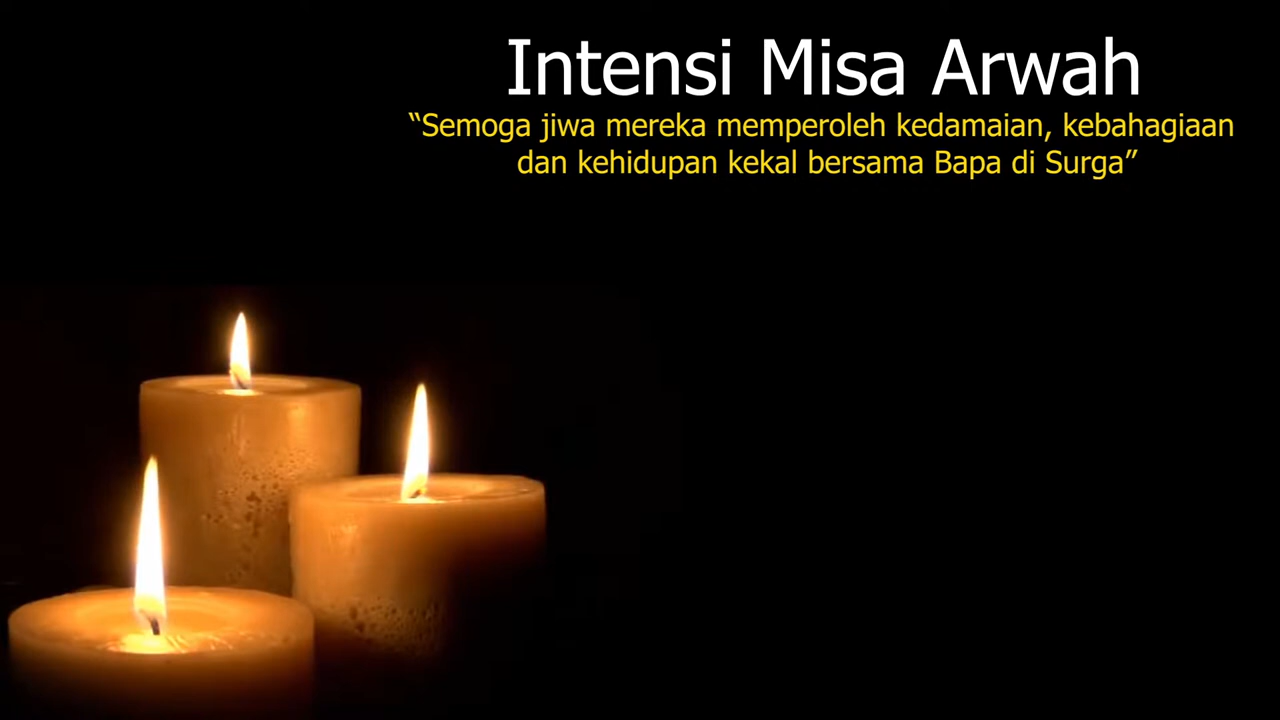 Intensi Misa Arwah
“Semoga jiwa mereka memperoleh kedamaian, kebahagiaan
dan kehidupan kekal bersama Bapa di Surga”